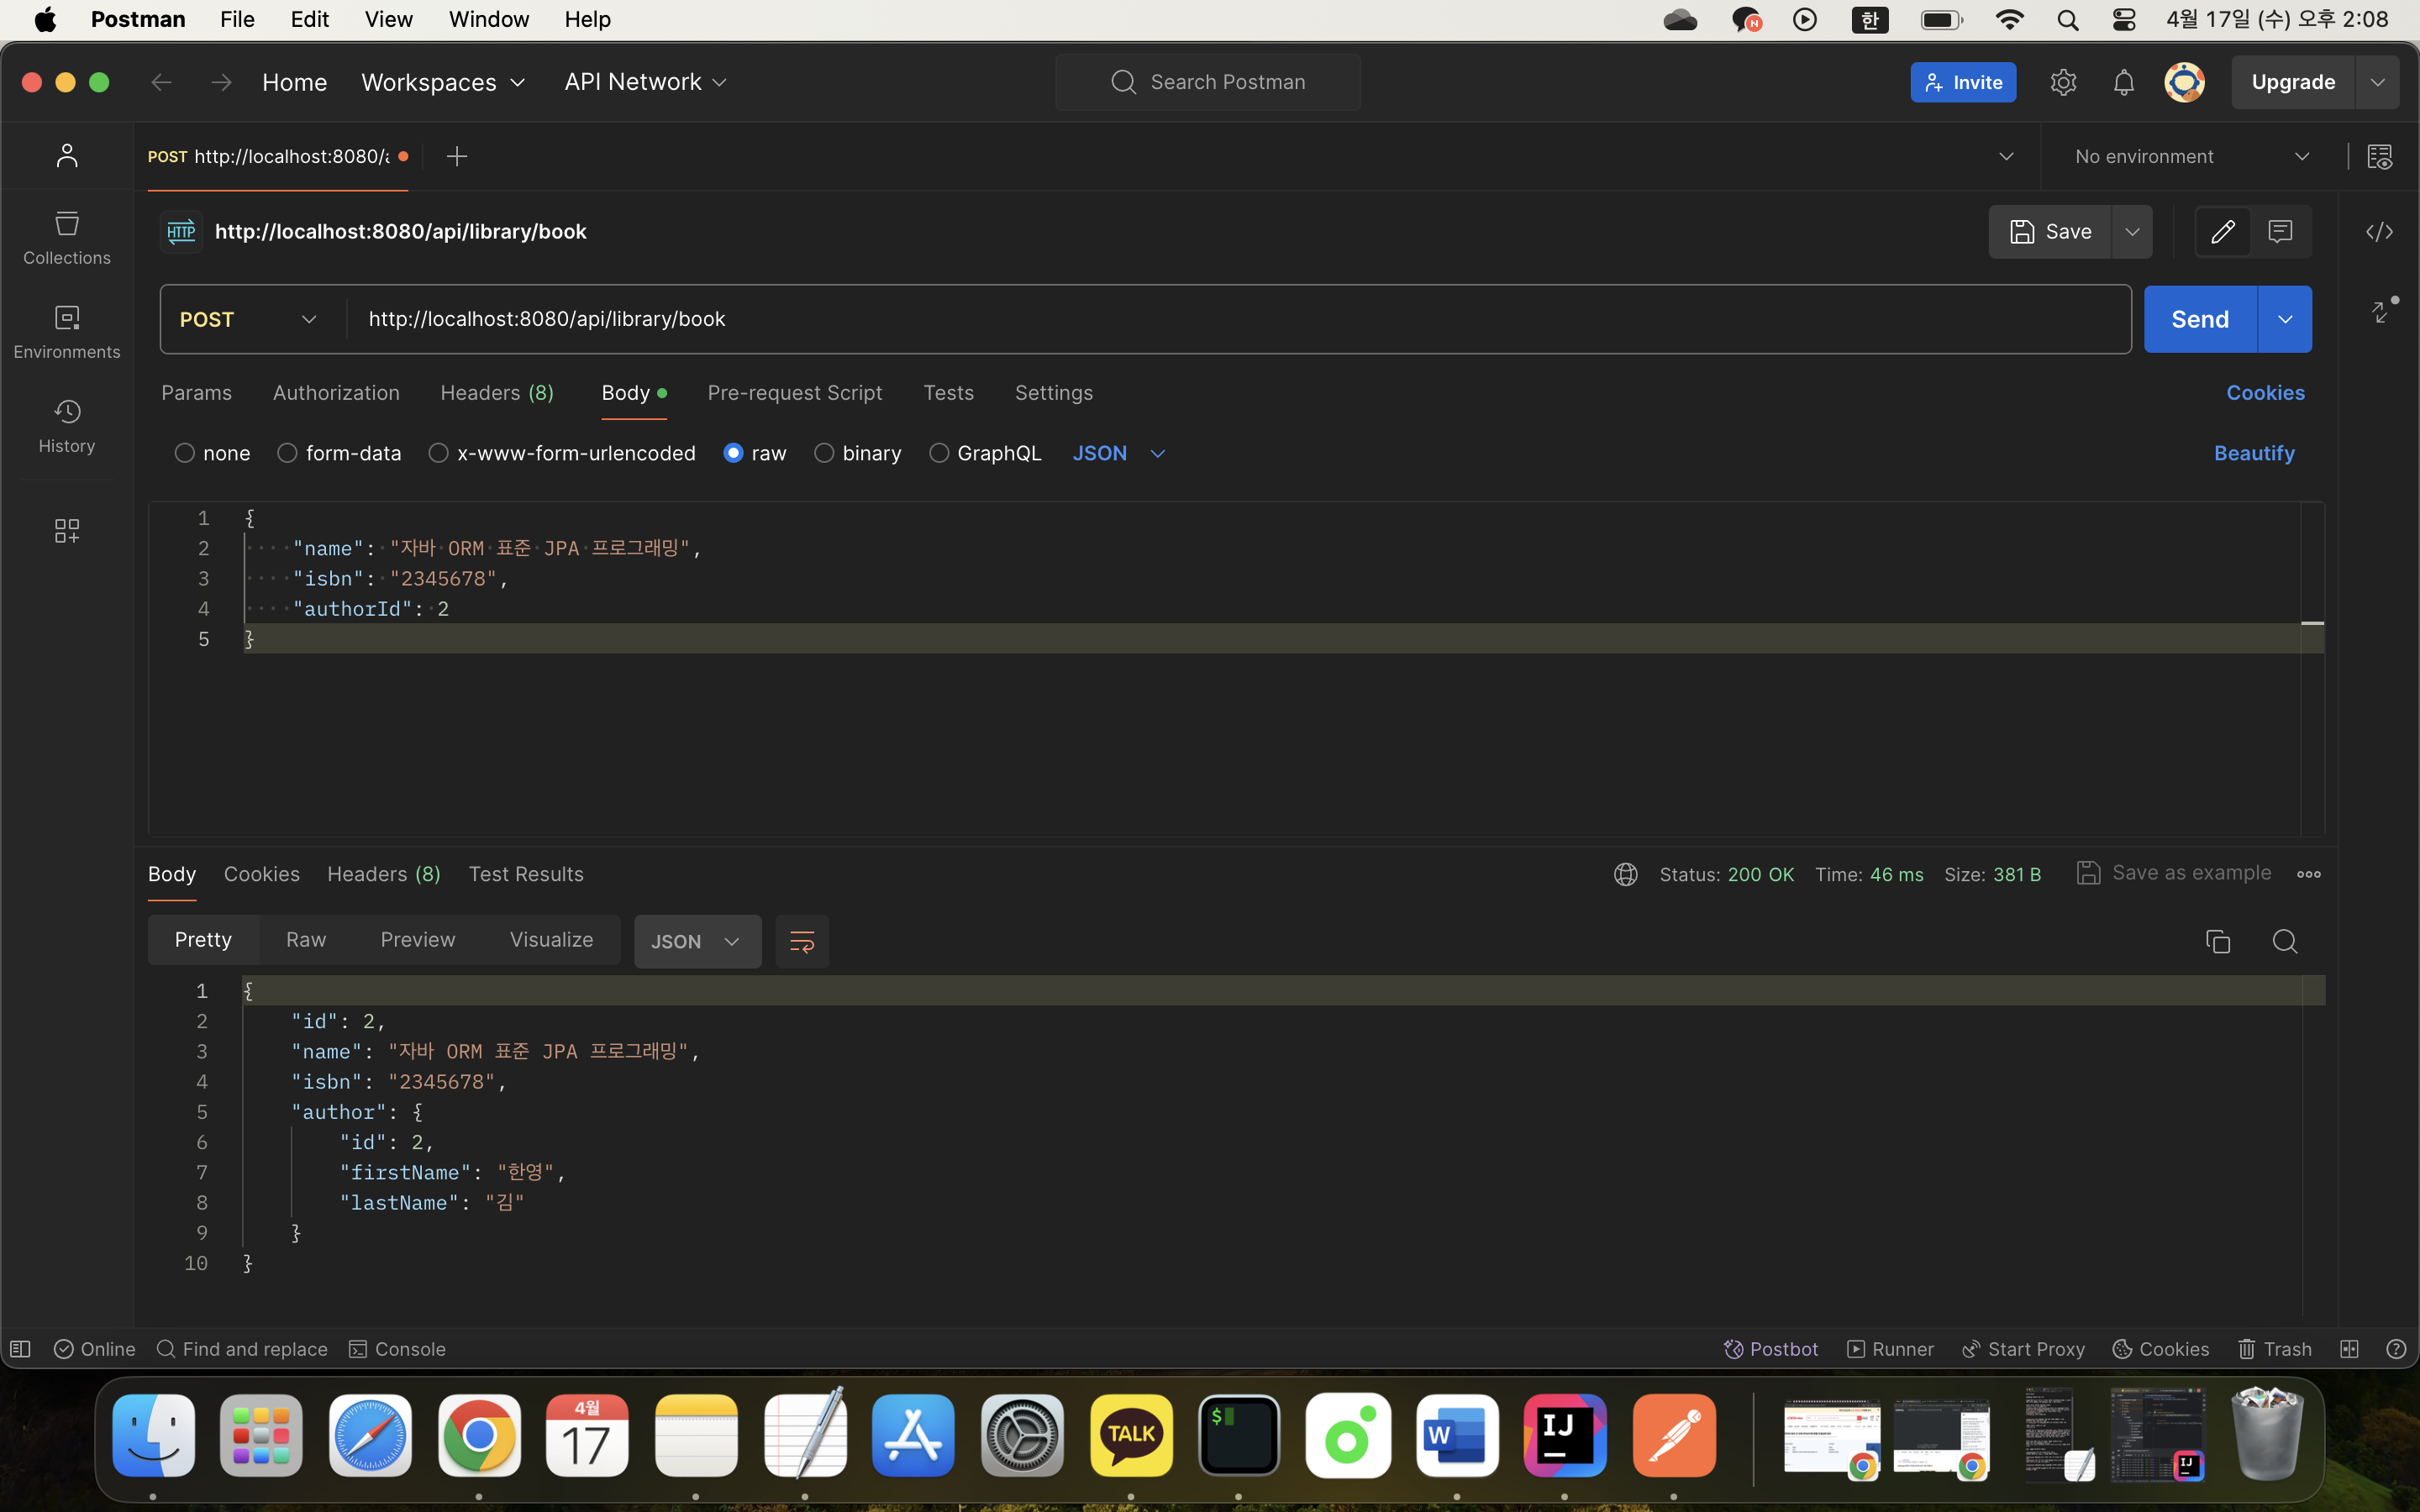 Postman File Edit View Window Help
한 4월 17일 (수) 오후 2:08
Home Workspaces API Network Search Postman Invite Upgrade
POST http://localhost:8080/a No environment
HTTP http://localhost:8080/api/library/book Save
Collections
Environments
History
POST http://localhost:8080/api/library/book Send
Params Authorization Headers (8) Body Pre-request Script Tests Settings Cookies
none form-data x-www-form-urlencoded raw binary GraphQL JSON Beautify
1 {
2 "name": "자바 ORM 표준 JPA 프로그래밍",
3 "isbn": "2345678",
4 "authorId": 2
5 }
Body Cookies Headers (8) Test Results Status: 200 OK Time: 46 ms Size: 381 B Save as example
Pretty Raw Preview Visualize JSON
1 {
2 "id": 2,
3 "name": "자바 ORM 표준 JPA 프로그래밍",
4 "isbn": "2345678",
5 "author": {
6 "id": 2,
7 "firstName": "한영",
8 "lastName": "김"
9 }
10 }
Online Find and replace Console Postbot Runner Start Proxy Cookies Trash
4월
17
TALK
$
W
IJ
IJ